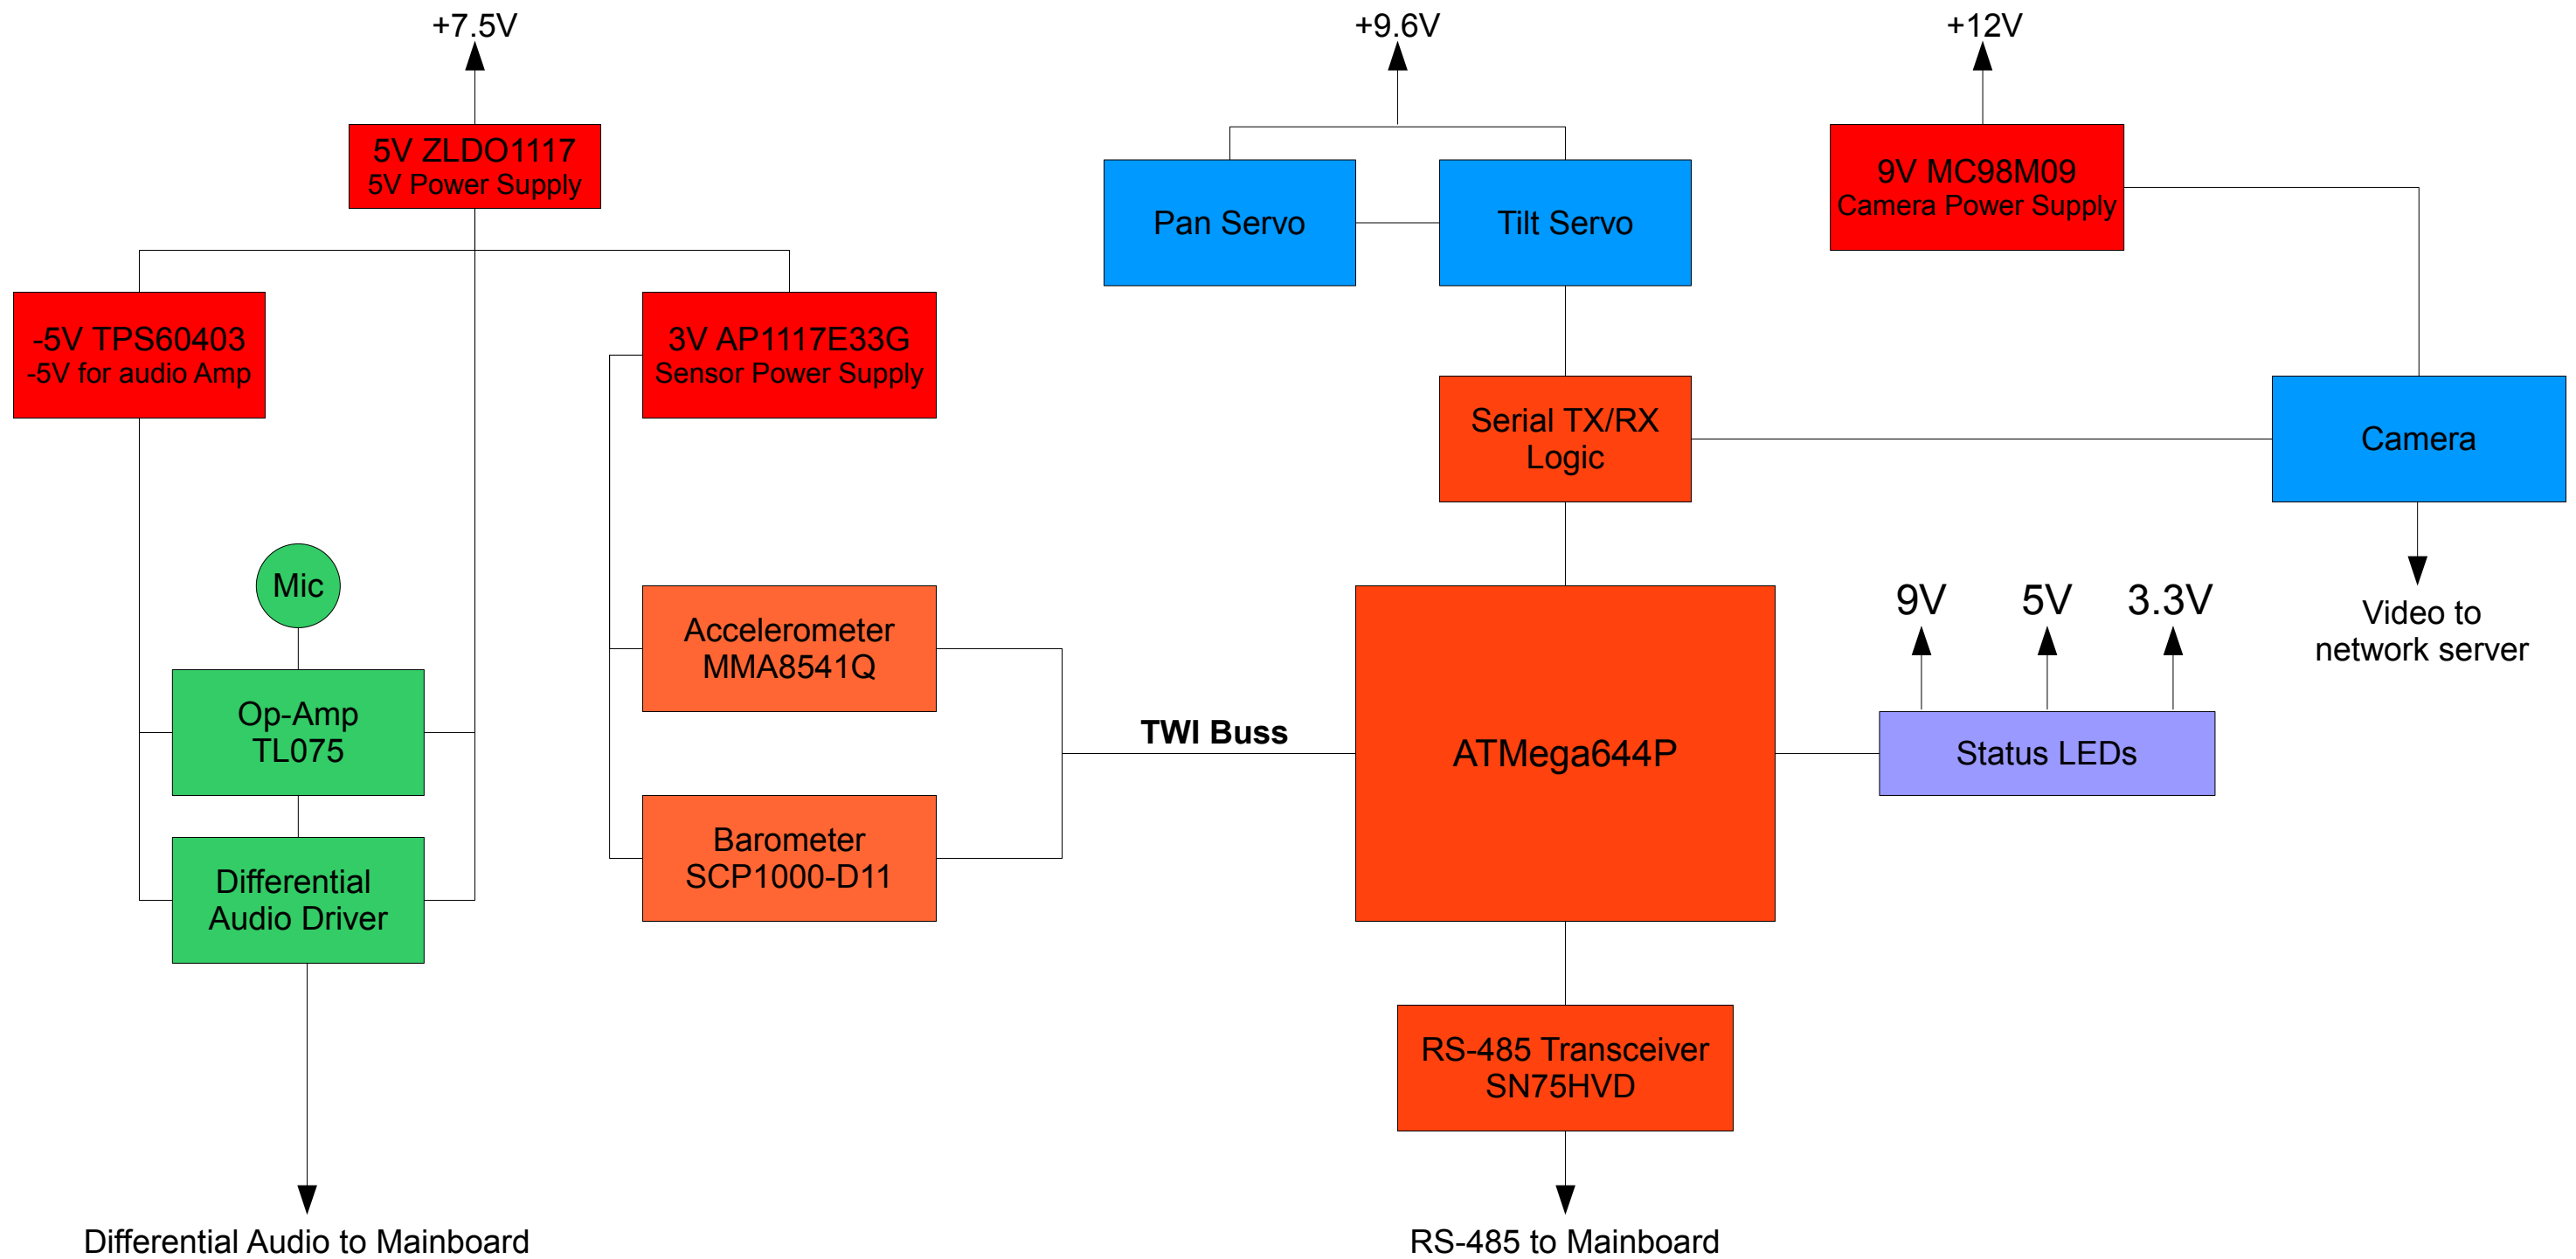 +7.5V
+9.6V
+12V
5V ZLDO1117
5V Power Supply
9V MC98M09
Camera Power Supply
Pan Servo
Tilt Servo
-5V TPS60403
-5V for audio Amp
3V AP1117E33G
Sensor Power Supply
Serial TX/RX
Logic
Camera
Mic
9V
5V
3.3V
Video to
network server
Accelerometer
MMA8541Q
Op-Amp
TL075
TWI Buss
ATMega644P
Status LEDs
Barometer
SCP1000-D11
Differential
Audio Driver
RS-485 Transceiver
SN75HVD
Differential Audio to Mainboard
RS-485 to Mainboard